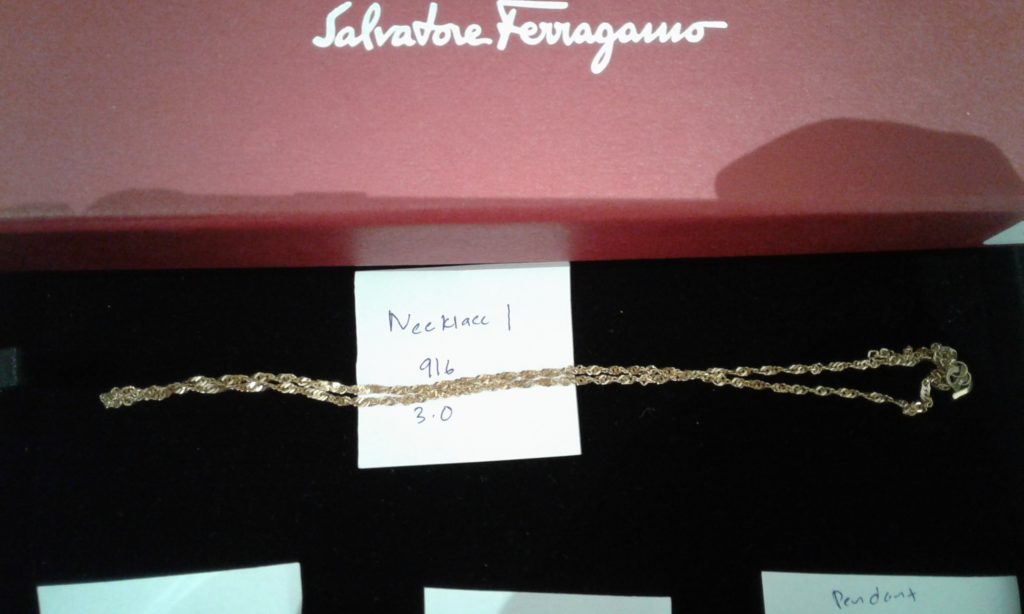 Salvatore Ferragamo
Necklace 1
916
3.0
Pendant